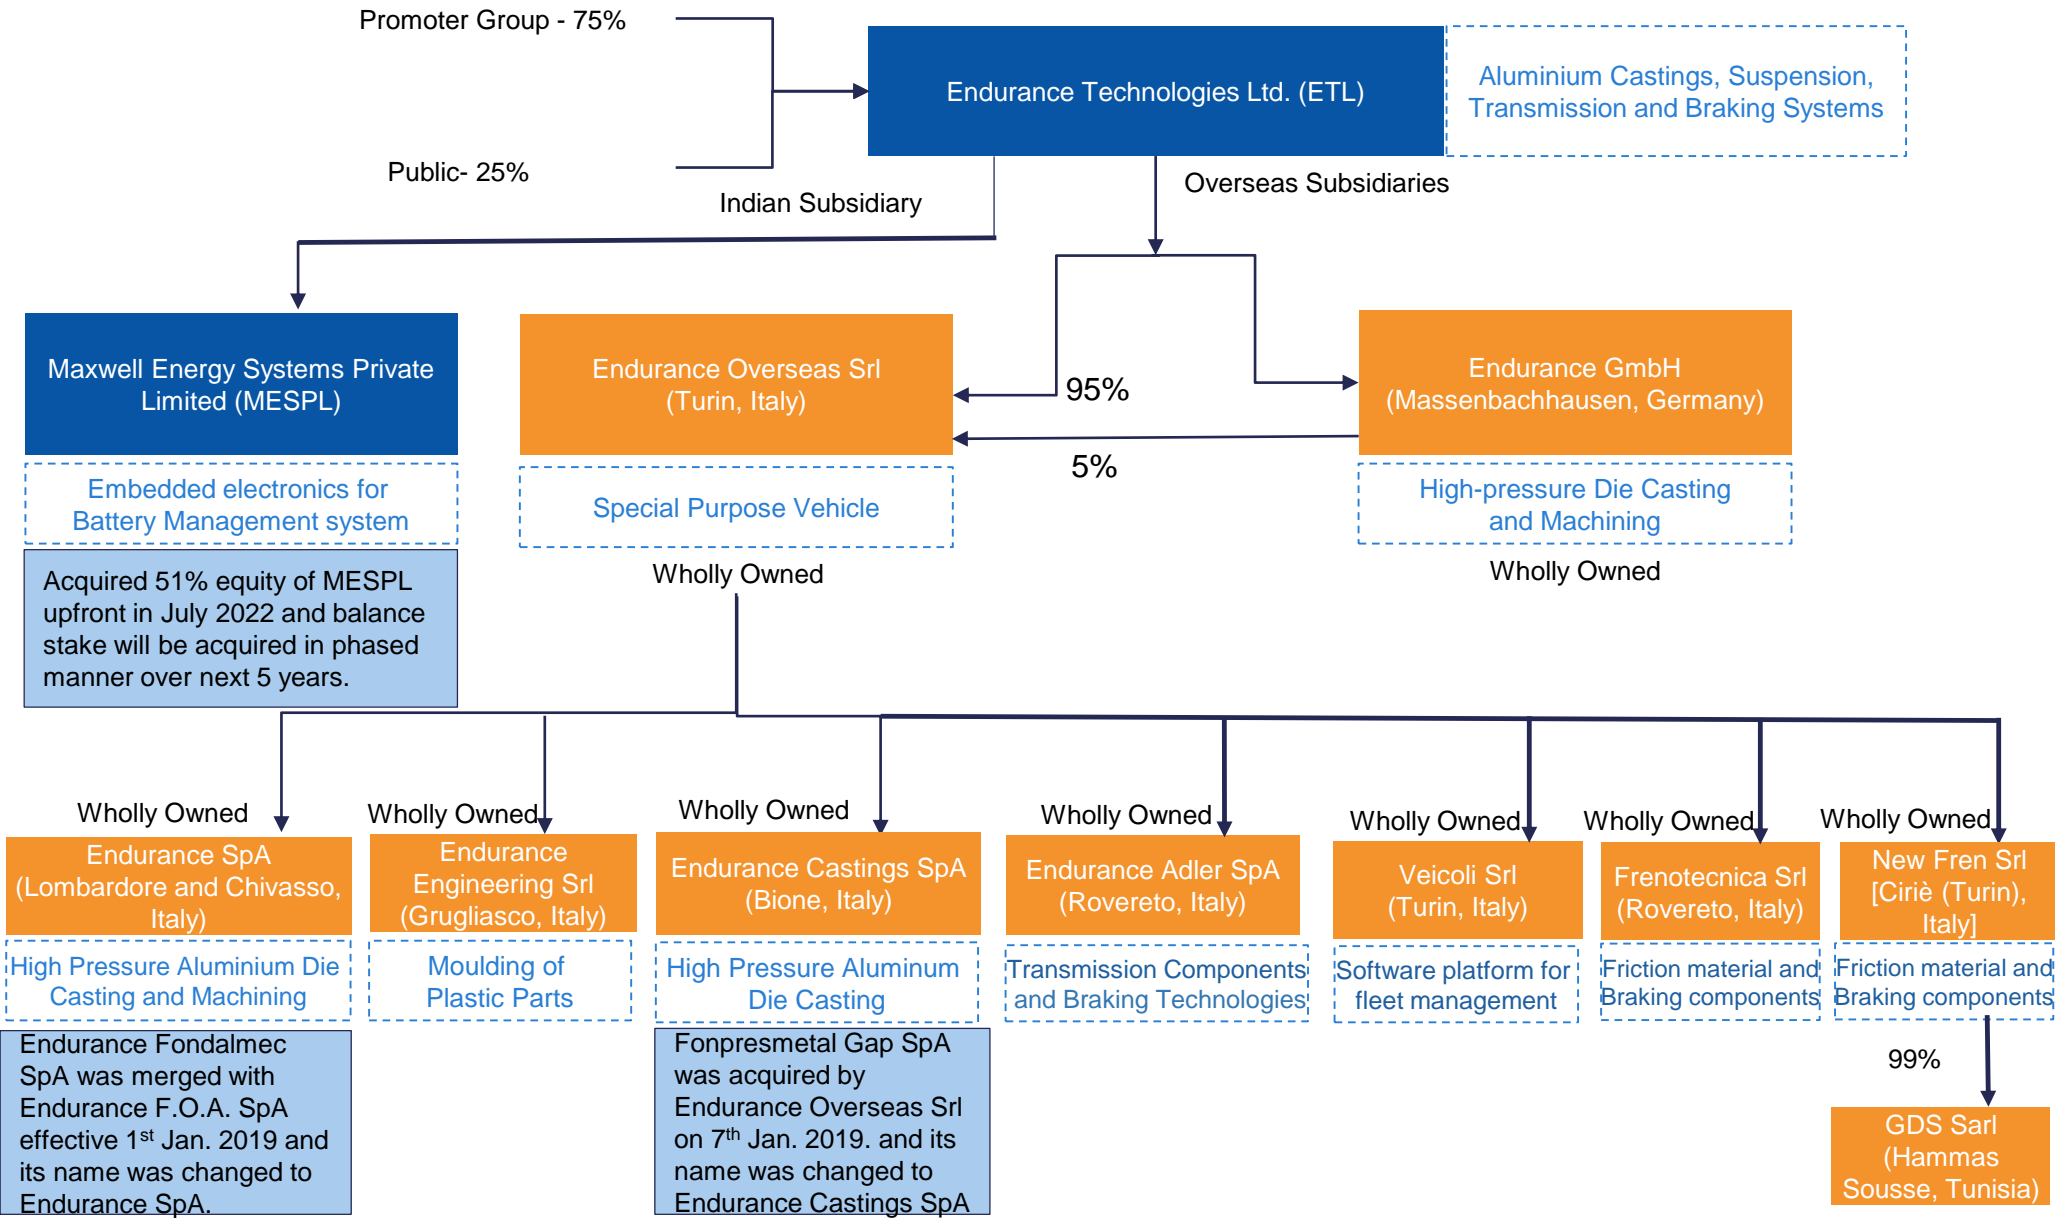 Promoter Group - 75%
Endurance Technologies Ltd. (ETL)
Aluminium Castings, Suspension,
Transmission and Braking Systems
Public- 25%
Indian Subsidiary
Overseas Subsidiaries
Maxwell Energy Systems Private
Limited (MESPL)
Endurance Overseas Srl
(Turin, Italy)
95%
5%
Endurance GmbH
(Massenbachhausen, Germany)
Embedded electronics for
Battery Management system
Special Purpose Vehicle
High-pressure Die Casting
and Machining
Acquired 51% equity of MESPL
upfront in July 2022 and balance
stake will be acquired in phased
manner over next 5 years.
Wholly Owned
Wholly Owned
Wholly Owned
Wholly Owned
Wholly Owned
Wholly Owned
Wholly Owned
Wholly Owned
Wholly Owned
Endurance SpA
(Lombardore and Chivasso,
Italy)
Endurance
Engineering Srl
(Grugliasco, Italy)
Endurance Castings SpA
(Bione, Italy)
Endurance Adler SpA
(Rovereto, Italy)
Veicoli Srl
(Turin, Italy)
Frenotecnica Srl
(Rovereto, Italy)
New Fren Srl
[Ciriè (Turin),
Italy]
High Pressure Aluminium Die
Casting and Machining
Moulding of
Plastic Parts
High Pressure Aluminum
Die Casting
Transmission Components
and Braking Technologies
Software platform for
fleet management
Friction material and
Braking components
Friction material and
Braking components
Endurance Fondalmec
SpA was merged with
Endurance F.O.A. SpA
effective 1st Jan. 2019 and
its name was changed to
Endurance SpA.
Fonpresmetal Gap SpA
was acquired by
Endurance Overseas Srl
on 7th Jan. 2019. and its
name was changed to
Endurance Castings SpA
99%
GDS Sarl
(Hammas
Sousse, Tunisia)